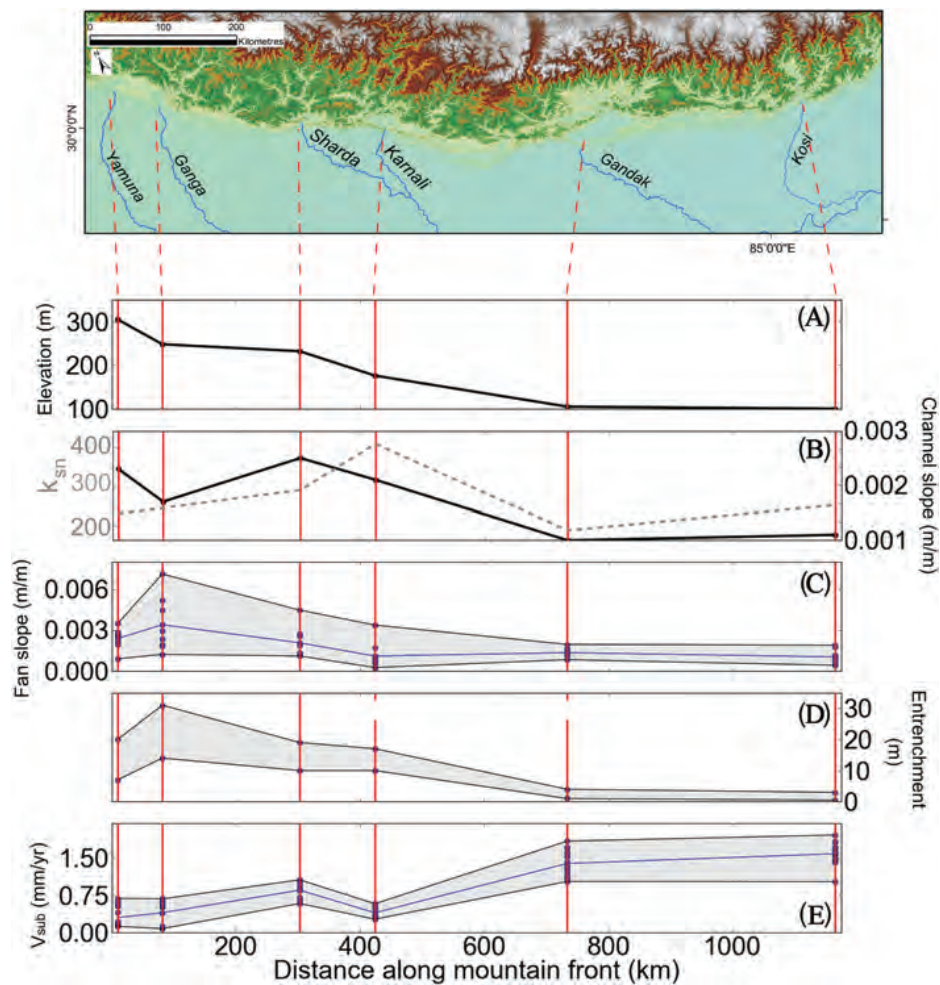 0 100 200
Kilometres
N
30°0'0"N
Yamuna
Ganga
Sharda
Karnali
Gandak
Kosi
85°0'0"E
(A)
Elevation (m)
300
200
100
(B)
k_sn
400
300
200
Channel slope (m/m)
0.003
0.002
0.001
(C)
Fan slope (m/m)
0.006
0.003
0.000
(D)
Entrenchment
(m)
30
20
10
0
(E)
V_sub (mm/yr)
1.50
0.75
0.00
200 400 600 800 1000
Distance along mountain front (km)